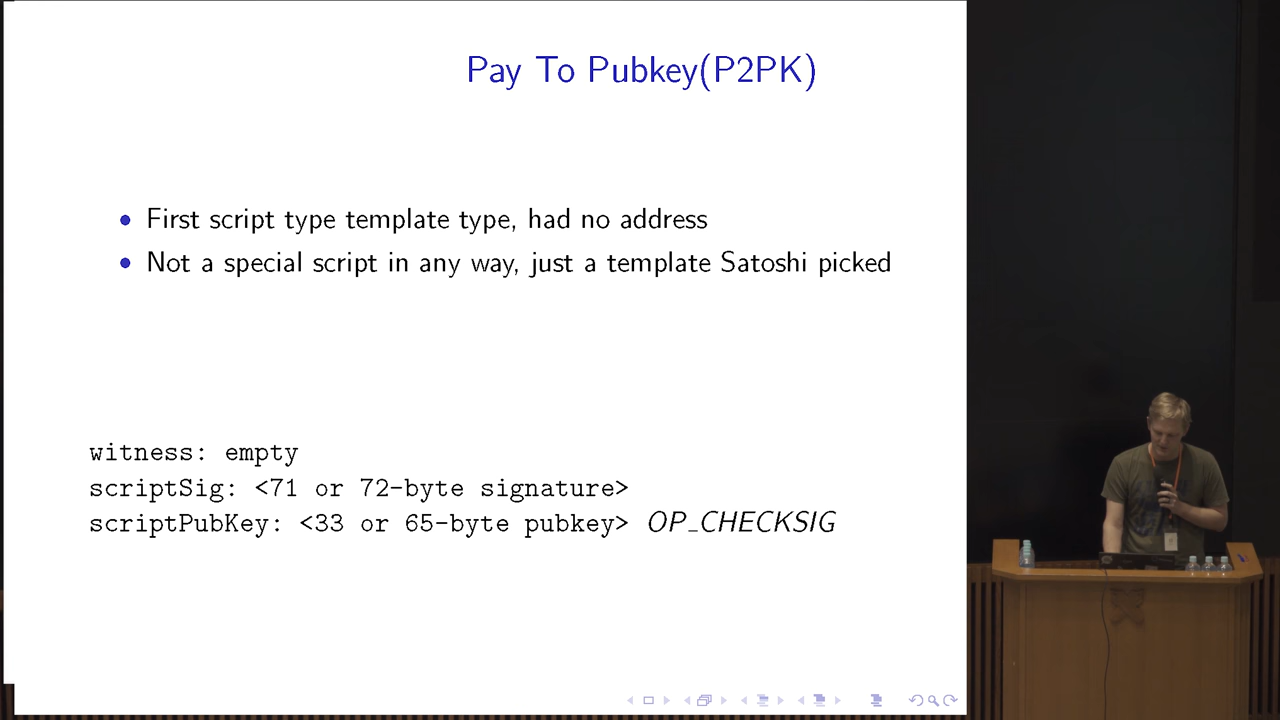 Pay To Pubkey(P2PK)
• First script type template type, had no address
• Not a special script in any way, just a template Satoshi picked
witness: empty
scriptSig: <71 or 72-byte signature>
scriptPubKey: <33 or 65-byte pubkey> OP_CHECKSIG